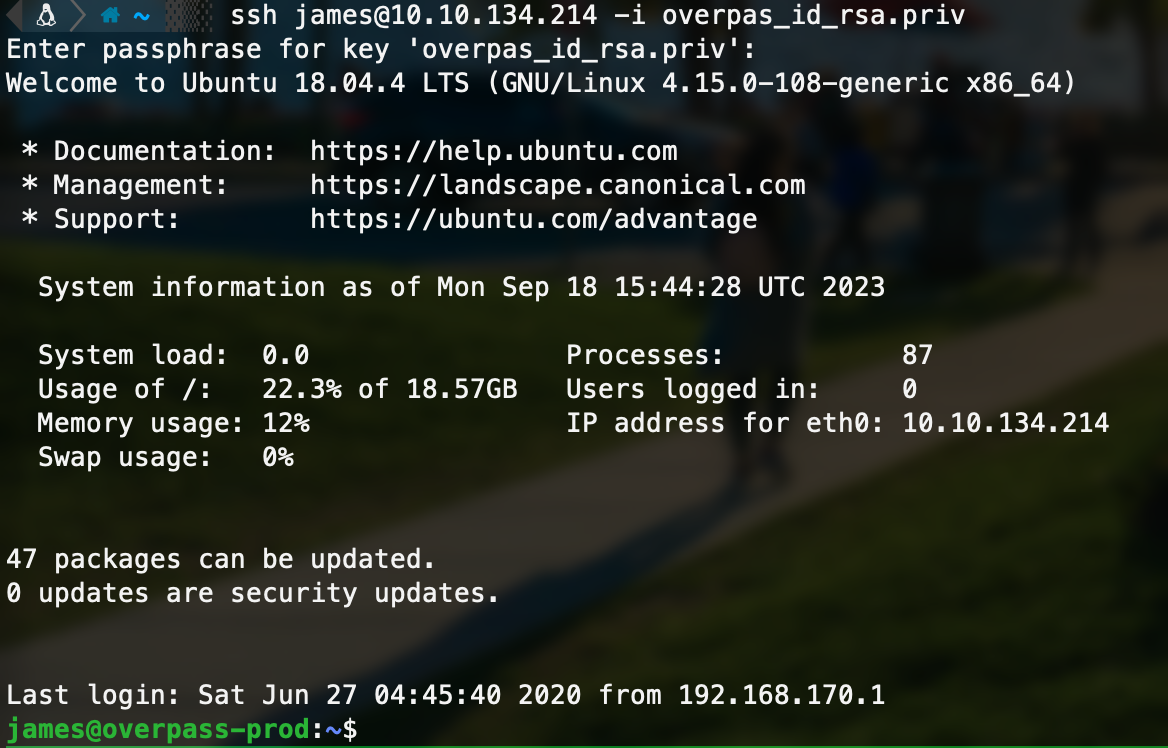 ~ ssh james@10.10.134.214 -i overpas_id_rsa.priv
Enter passphrase for key 'overpas_id_rsa.priv':
Welcome to Ubuntu 18.04.4 LTS (GNU/Linux 4.15.0-108-generic x86_64)
* Documentation: https://help.ubuntu.com
* Management: https://landscape.canonical.com
* Support: https://ubuntu.com/advantage
System information as of Mon Sep 18 15:44:28 UTC 2023
System load: 0.0 Processes: 87
Usage of /: 22.3% of 18.57GB Users logged in: 0
Memory usage: 12% IP address for eth0: 10.10.134.214
Swap usage: 0%
47 packages can be updated.
0 updates are security updates.
Last login: Sat Jun 27 04:45:40 2020 from 192.168.170.1
james@overpass-prod:~$